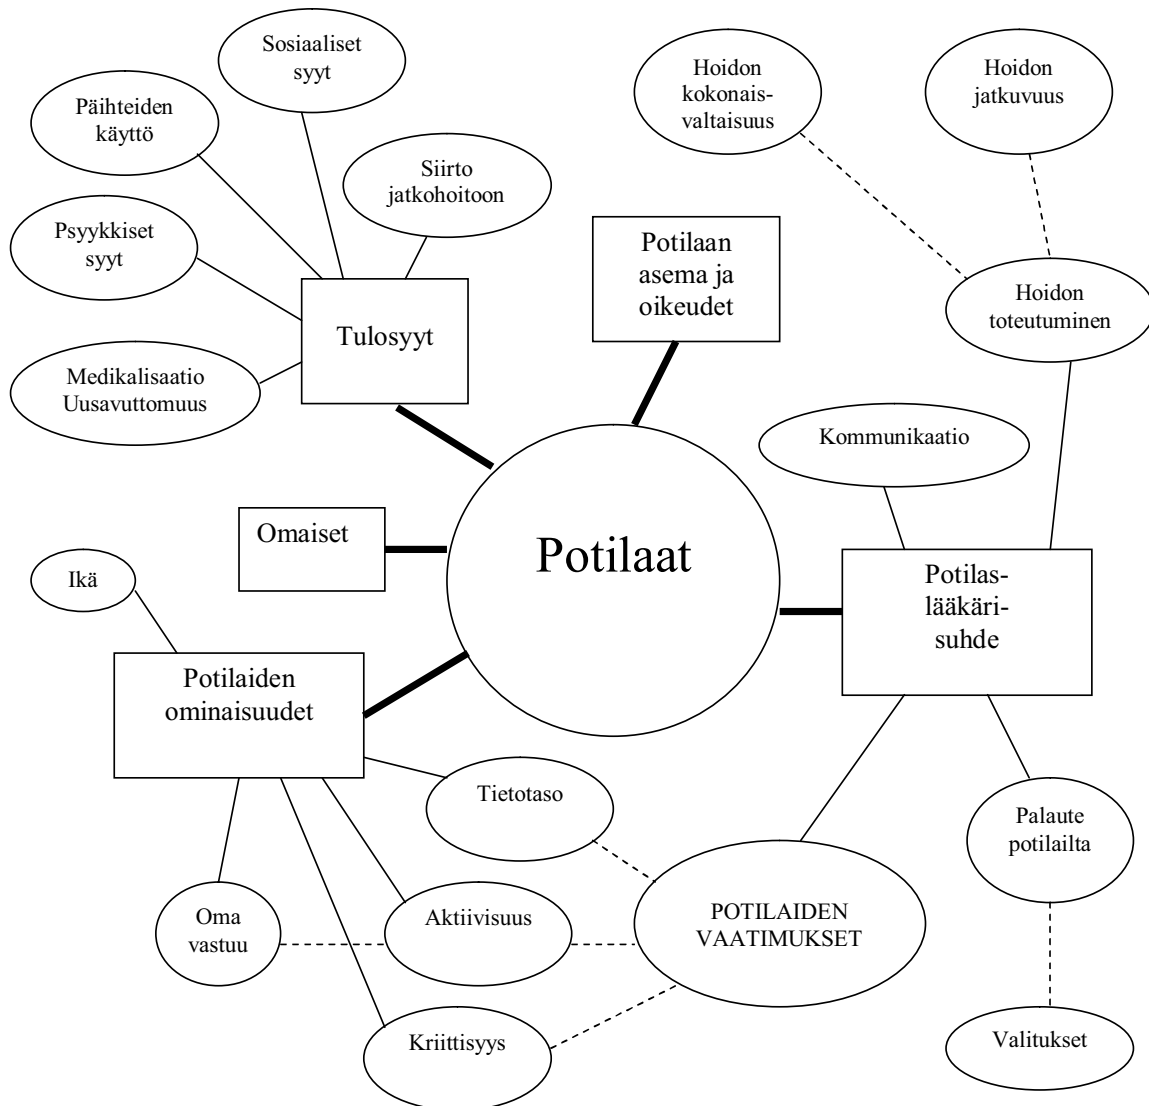 Sosiaaliset
syyt
Hoidon
kokonais-
valtaisuus
Hoidon
jatkuvuus
Päihteiden
käyttö
Siirto
jatkohoitoon
Psyykkiset
syyt
Potilaan
asema ja
oikeudet
Hoidon
toteutuminen
Tulosyyt
Medikalisaatio
Uusavuttomuus
Kommunikaatio
Omaiset
Potilaat
Ikä
Potilas-
lääkäri-
suhde
Potilaiden
ominaisuudet
Tietotaso
Palaute
potilailta
Oma
vastuu
Aktiivisuus
POTILAIDEN
VAATIMUKSET
Kriittisyys
Valitukset